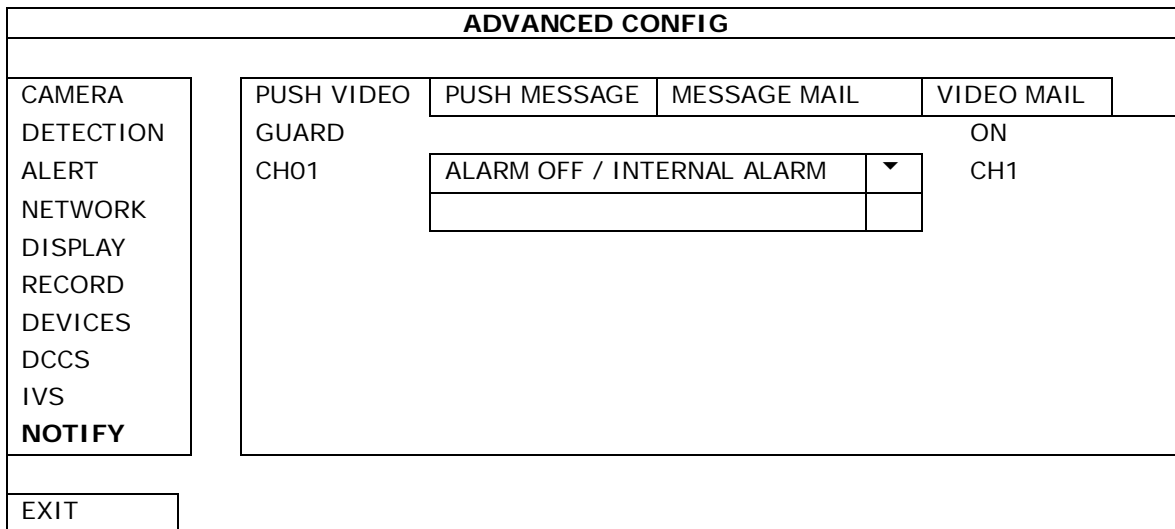 ADVANCED CONFIG
CAMERA
DETECTION
ALERT
NETWORK
DISPLAY
RECORD
DEVICES
DCCS
IVS
NOTIFY
PUSH VIDEO PUSH MESSAGE MESSAGE MAIL VIDEO MAIL
GUARD ON
CH01 ALARM OFF / INTERNAL ALARM CH1
EXIT